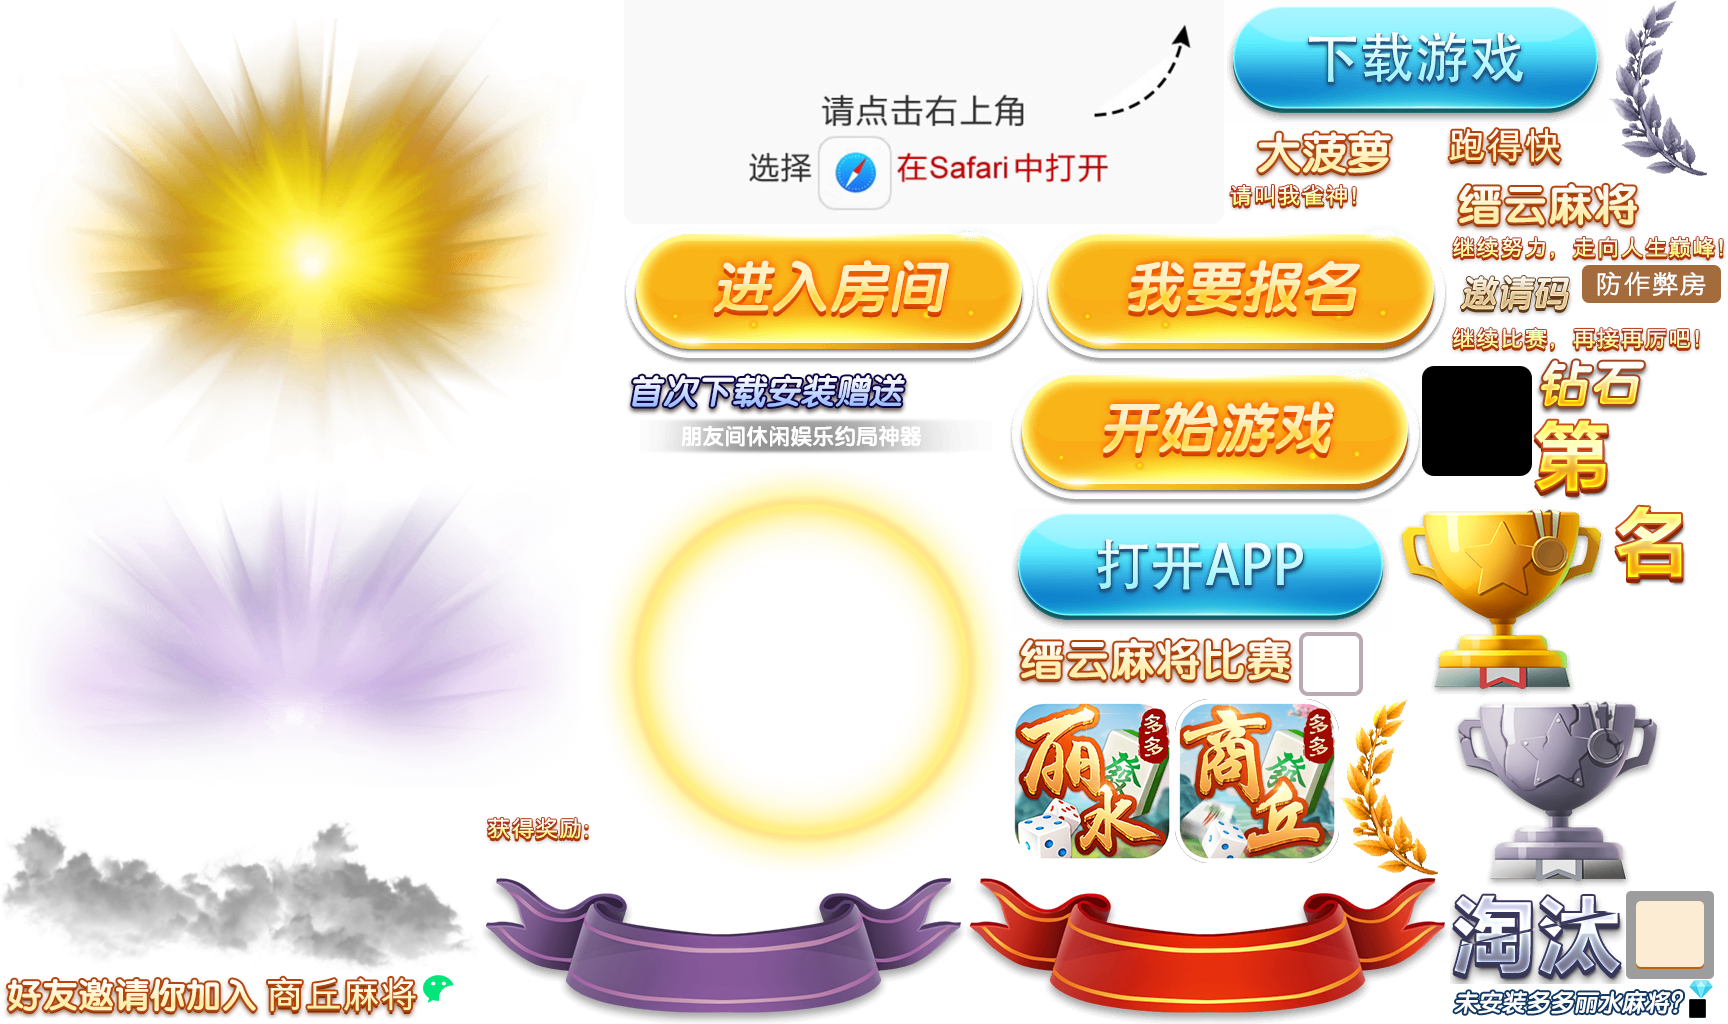 请点击右上角
选择 在Safari中打开
下载游戏
大菠萝
跑得快
请叫我雀神!
缙云麻将
继续努力，走向人生巅峰!
邀请码
防作弊房
继续比赛，再接再厉吧!
进入房间
我要报名
首次下载安装赠送
朋友间休闲娱乐约局神器
开始游戏
钻石
第
名
打开APP
缙云麻将比赛
丽水
多多
發
商丘
多多
發
获得奖励:
淘汰
好友邀请你加入 商丘麻将
未安装多多丽水麻将?